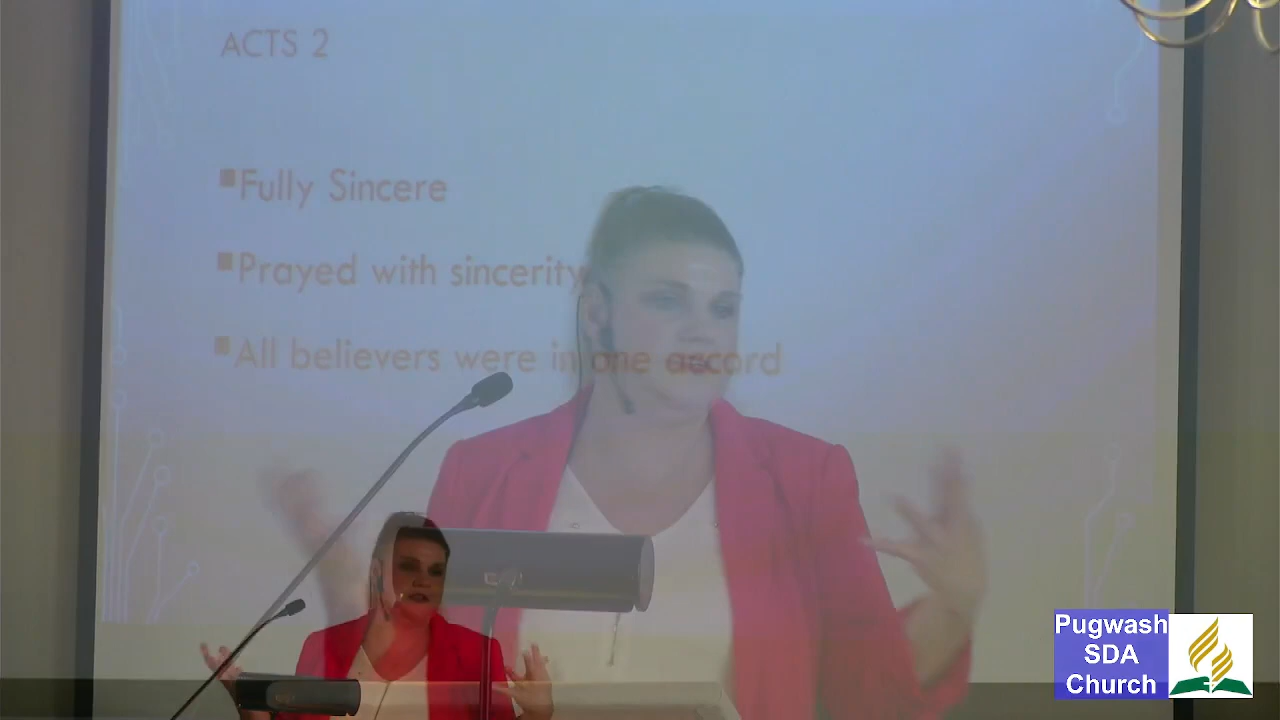 ACTS 2
Fully Sincere
Prayed with sincerity
All believers were in one accord
Pugwash
SDA
Church